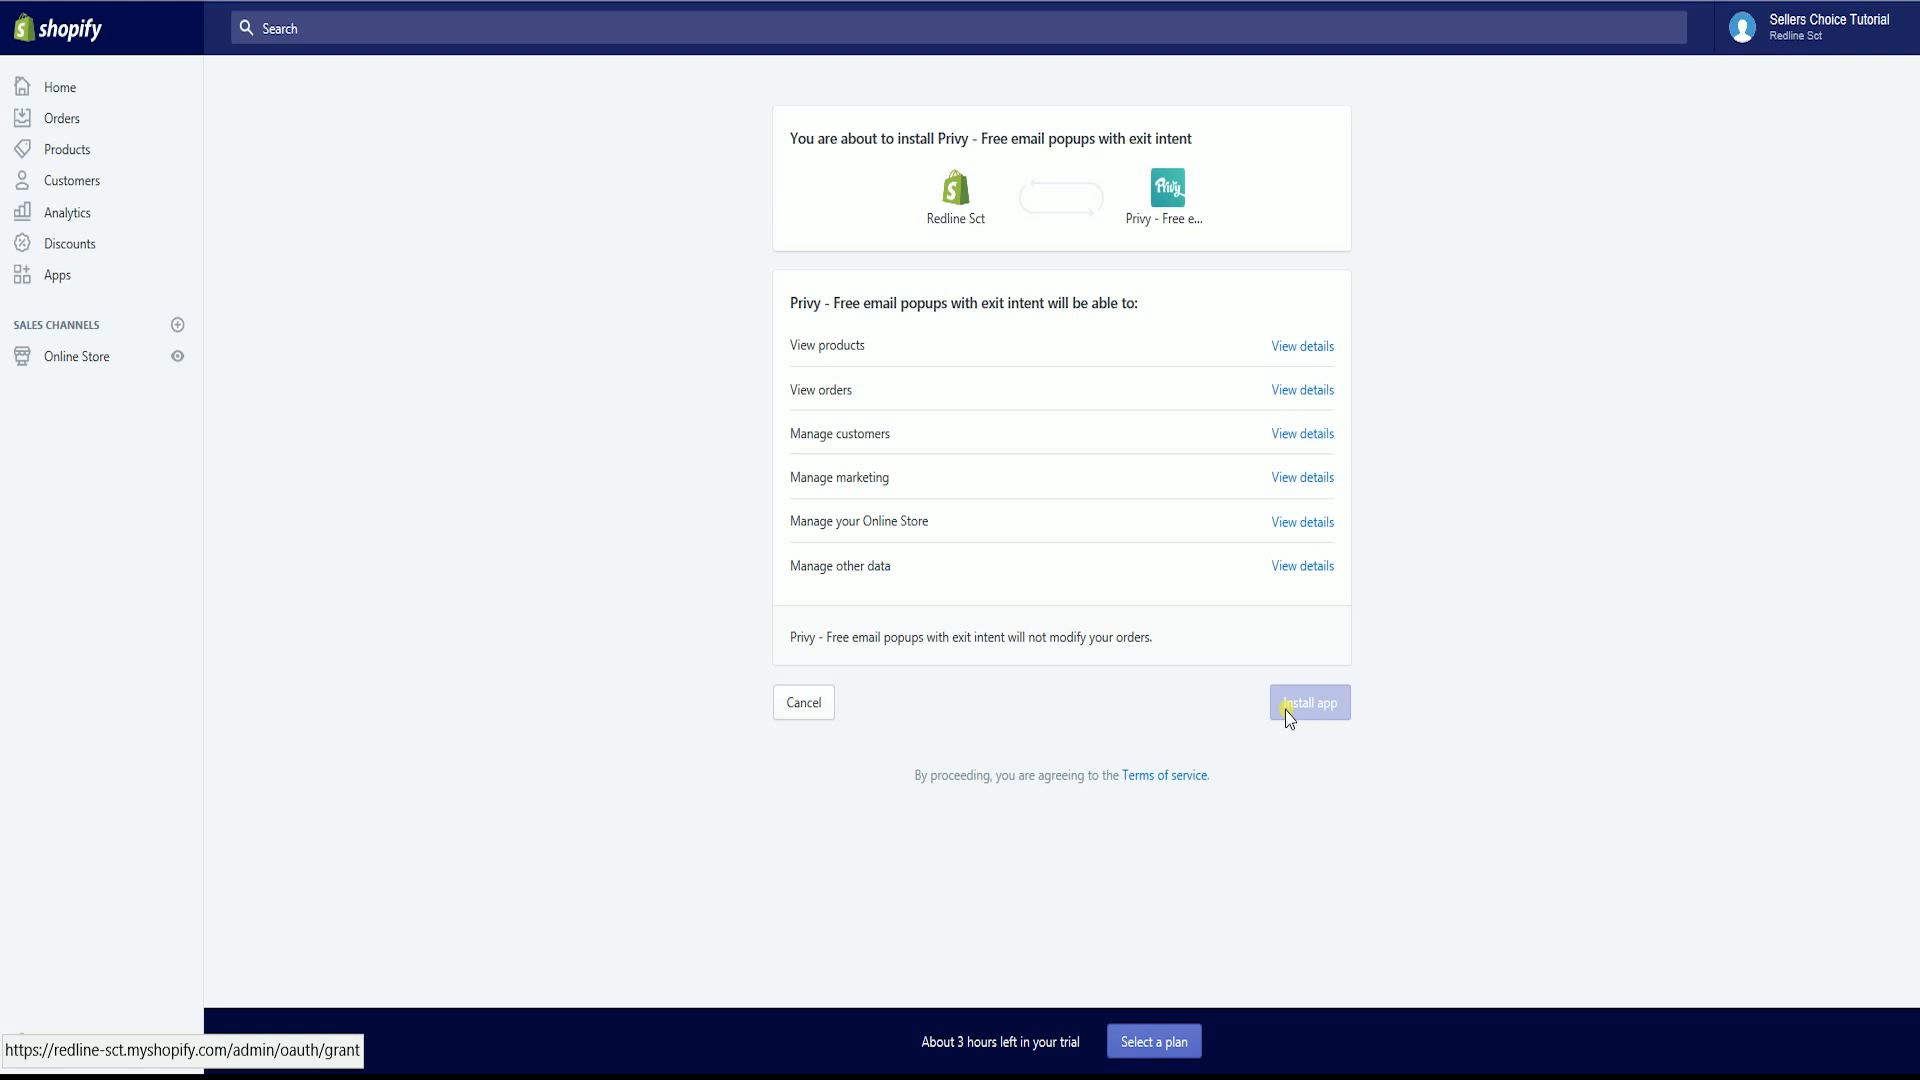 shopify
Search
Sellers Choice Tutorial
Redline Sct
Home
Orders
Products
Customers
Analytics
Discounts
Apps
SALES CHANNELS
Online Store
You are about to install Privy - Free email popups with exit intent
Privy
Redline Sct
Privy - Free e...
Privy - Free email popups with exit intent will be able to:
View products
View details
View orders
View details
Manage customers
View details
Manage marketing
View details
Manage your Online Store
View details
Manage other data
View details
Privy - Free email popups with exit intent will not modify your orders.
Cancel
Install app
By proceeding, you are agreeing to the Terms of service.
About 3 hours left in your trial
Select a plan
https://redline-sct.myshopify.com/admin/oauth/grant